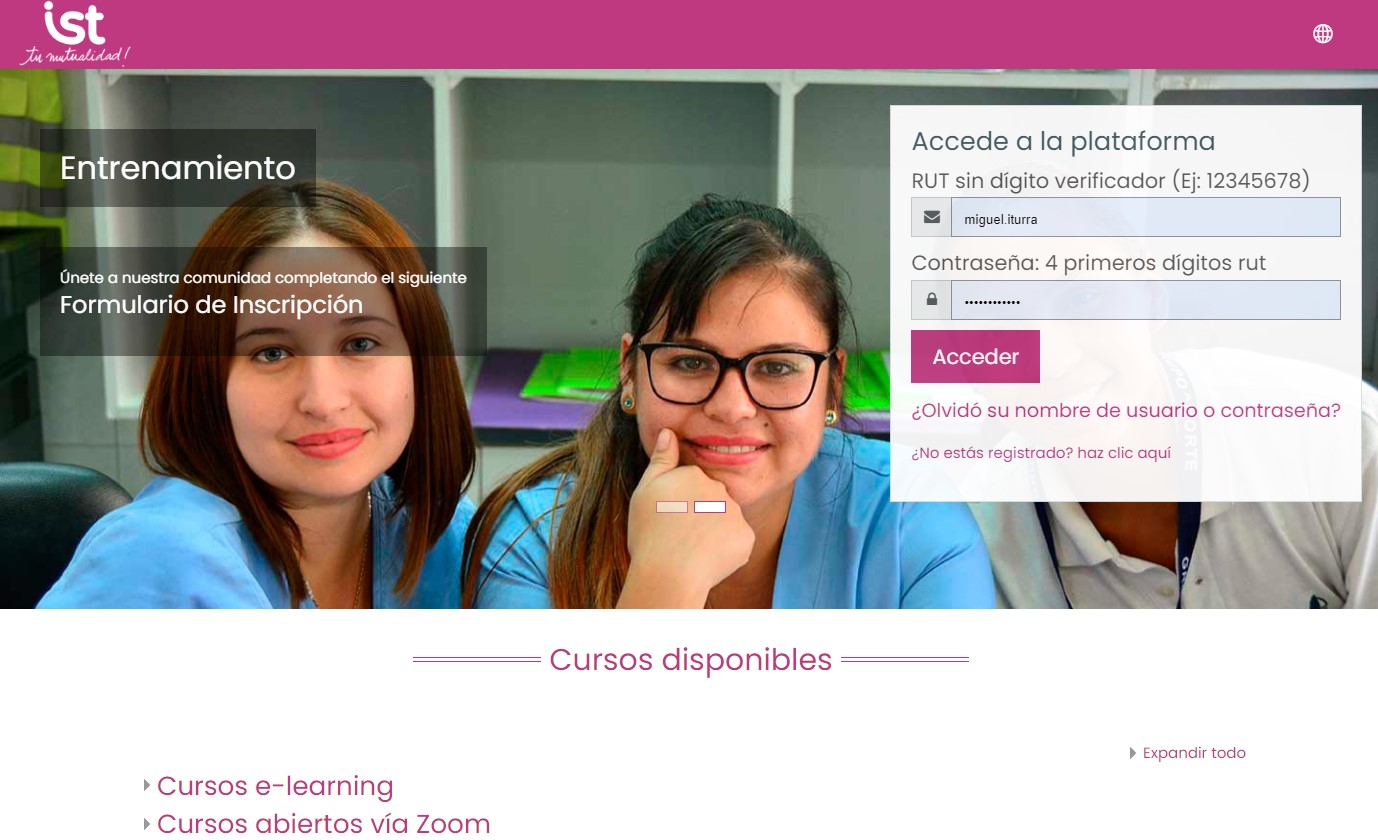 ist
tu mutualidad!
Entrenamiento
Únete a nuestra comunidad completando el siguiente
Formulario de Inscripción
Accede a la plataforma
RUT sin dígito verificador (Ej: 12345678)
miguel.iturra
Contraseña: 4 primeros dígitos rut
••••••••••••
Acceder
¿Olvidó su nombre de usuario o contraseña?
¿No estás registrado? haz clic aquí
Cursos disponibles
Expandir todo
Cursos e-learning
Cursos abiertos vía Zoom